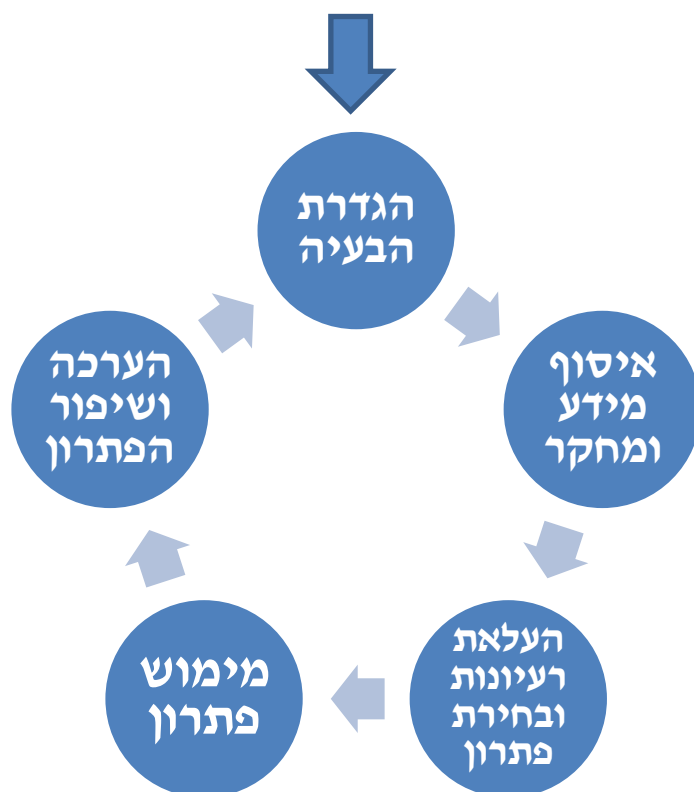 הגדרת
הבעיה
איסוף
מידע
ומחקר
העלאת
רעיונות
ובחירת
פתרון
מימוש
פתרון
הערכה
ושיפור
הפתרון